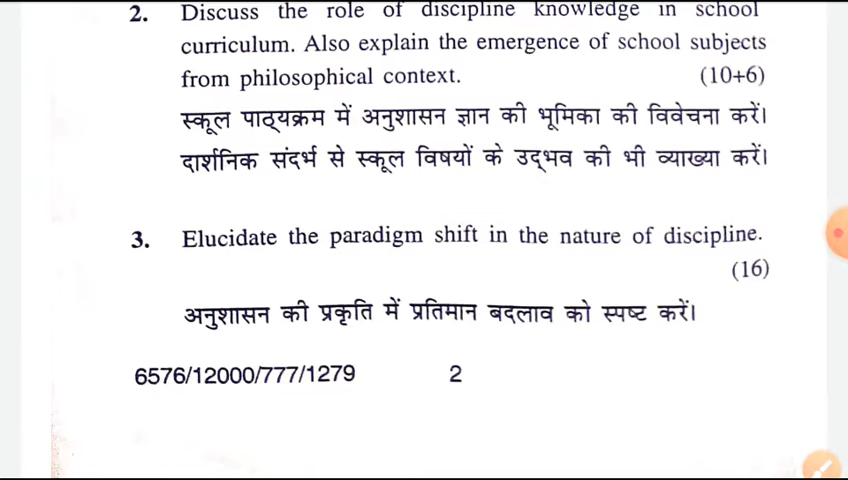 2. Discuss the role of discipline knowledge in school
curriculum. Also explain the emergence of school subjects
from philosophical context. (10+6)
स्कूल पाठ्यक्रम में अनुशासन ज्ञान की भूमिका की विवेचना करें।
दार्शनिक संदर्भ से स्कूल विषयों के उद्भव की भी व्याख्या करें।
3. Elucidate the paradigm shift in the nature of discipline.
(16)
अनुशासन की प्रकृति में प्रतिमान बदलाव को स्पष्ट करें।
6576/12000/777/1279 2